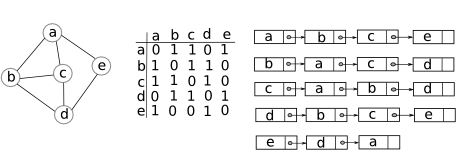 a
b
c
e
d
a b c d e
a 0 1 1 0 1
b 1 0 1 1 0
c 1 1 0 1 0
d 0 1 1 0 1
e 1 0 0 1 0
a b c e
b a c d
c a b d
d b c e
e d a